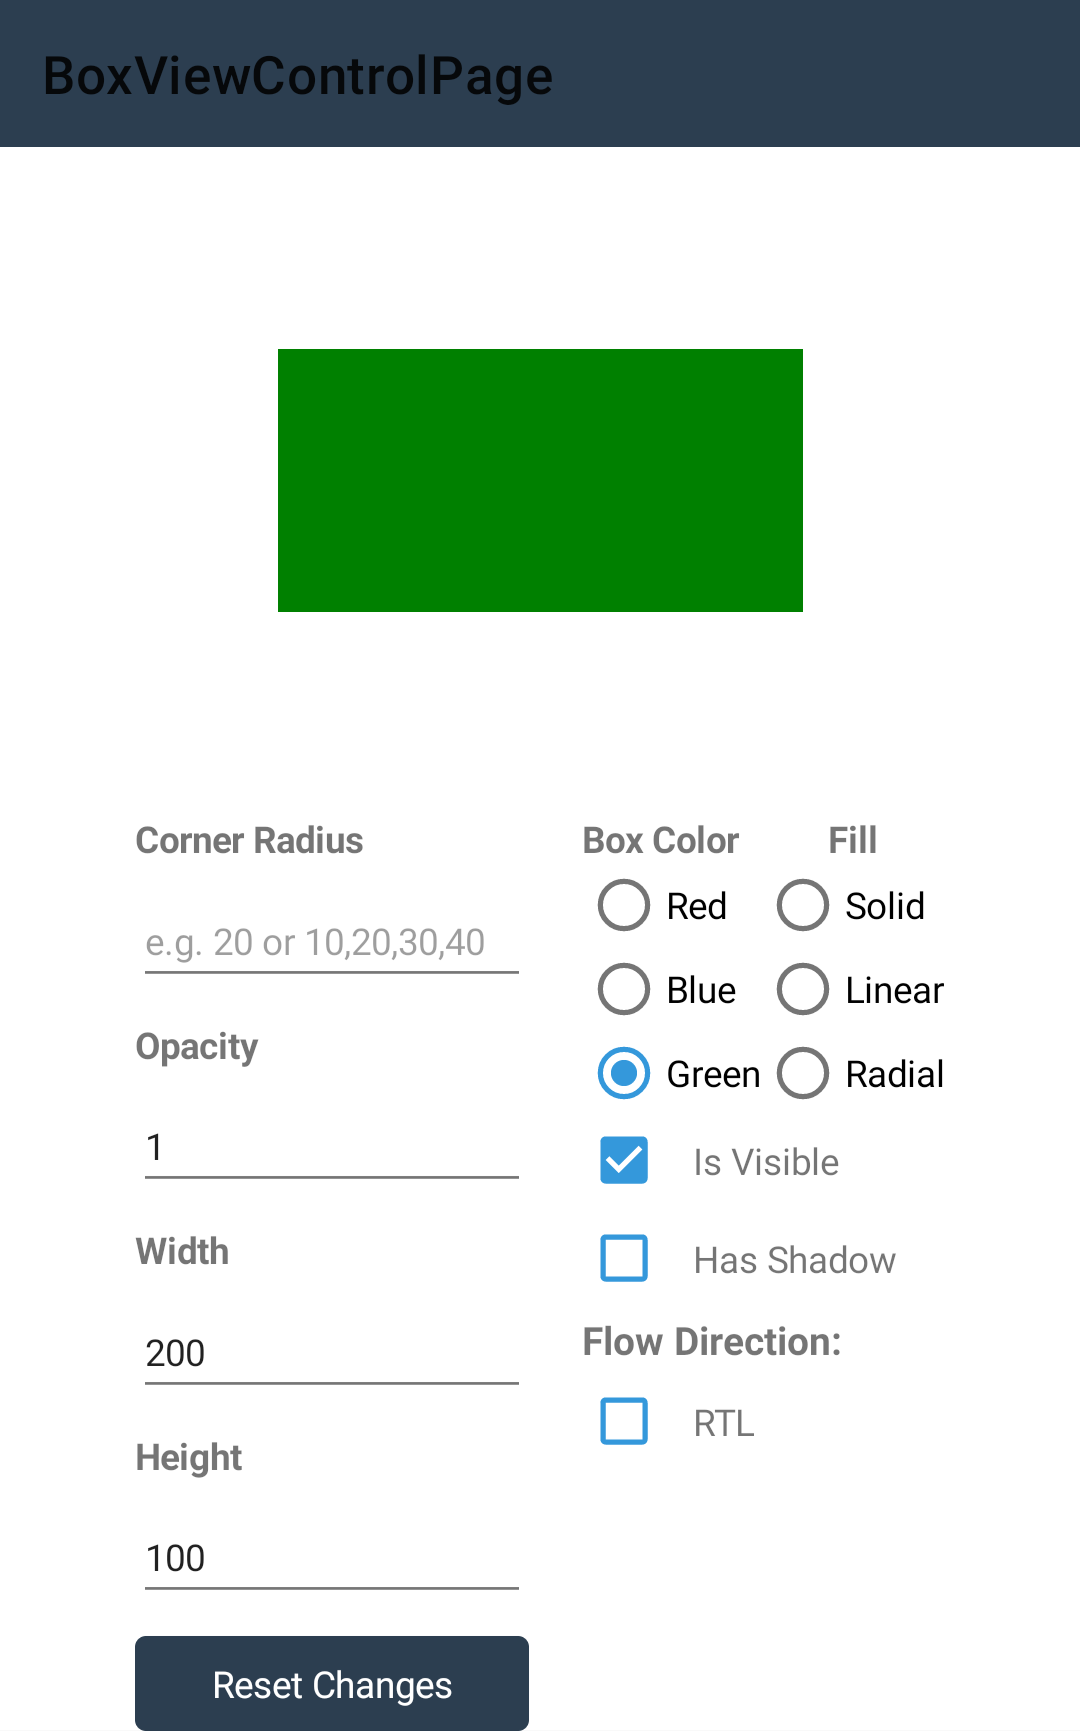 BoxViewControlPage
Corner Radius
e.g. 20 or 10,20,30,40
Opacity
1
Width
200
Height
100
Reset Changes
Box Color
Red
Blue
Green
Fill
Solid
Linear
Radial
Is Visible
Has Shadow
Flow Direction:
RTL